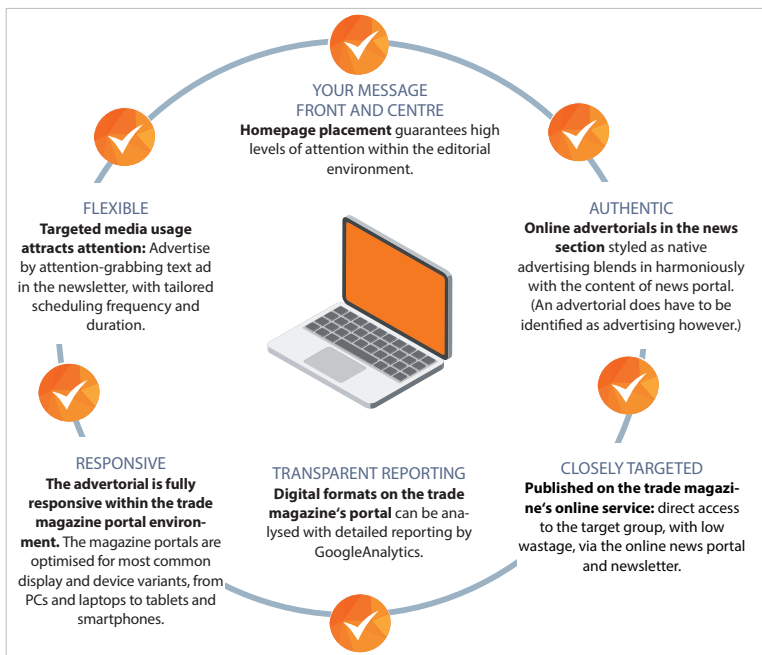 YOUR MESSAGE
FRONT AND CENTRE
Homepage placement guarantees high
levels of attention within the editorial
environment.
FLEXIBLE
Targeted media usage
attracts attention: Advertise
by attention-grabbing text ad
in the newsletter, with tailored
scheduling frequency and
duration.
AUTHENTIC
Online advertorials in the news
section styled as native
advertising blends in harmoniously
with the content of news portal.
(An advertorial does have to be
identified as advertising however.)
RESPONSIVE
The advertorial is fully
responsive within the trade
magazine portal environ-
ment. The magazine portals are
optimised for most common
display and device variants, from
PCs and laptops to tablets and
smartphones.
TRANSPARENT REPORTING
Digital formats on the trade
magazine's portal can be ana-
lysed with detailed reporting by
GoogleAnalytics.
CLOSELY TARGETED
Published on the trade magazi-
ne's online service: direct access
to the target group, with low
wastage, via the online news portal
and newsletter.